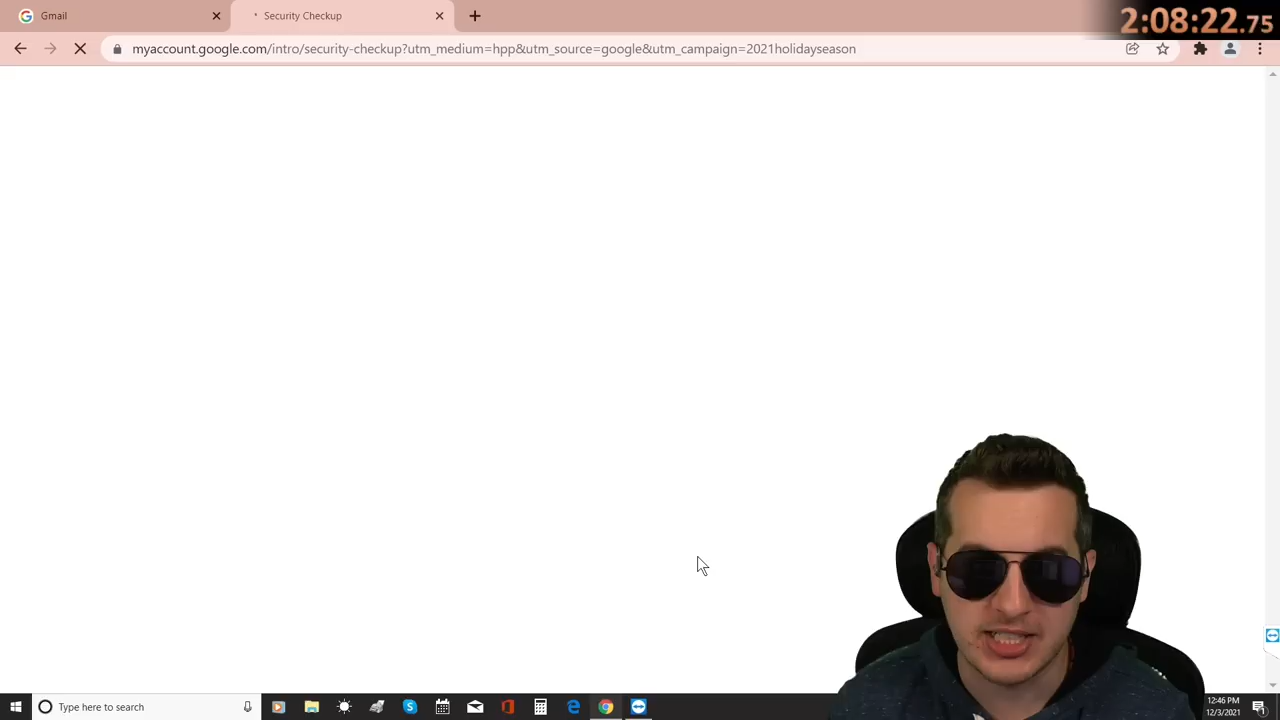 Gmail
Security Checkup
2:08:22.75
myaccount.google.com/intro/security-checkup?utm_medium=hpp&utm_source=google&utm_campaign=2021holidayseason
Type here to search
12:46 PM
12/3/2021